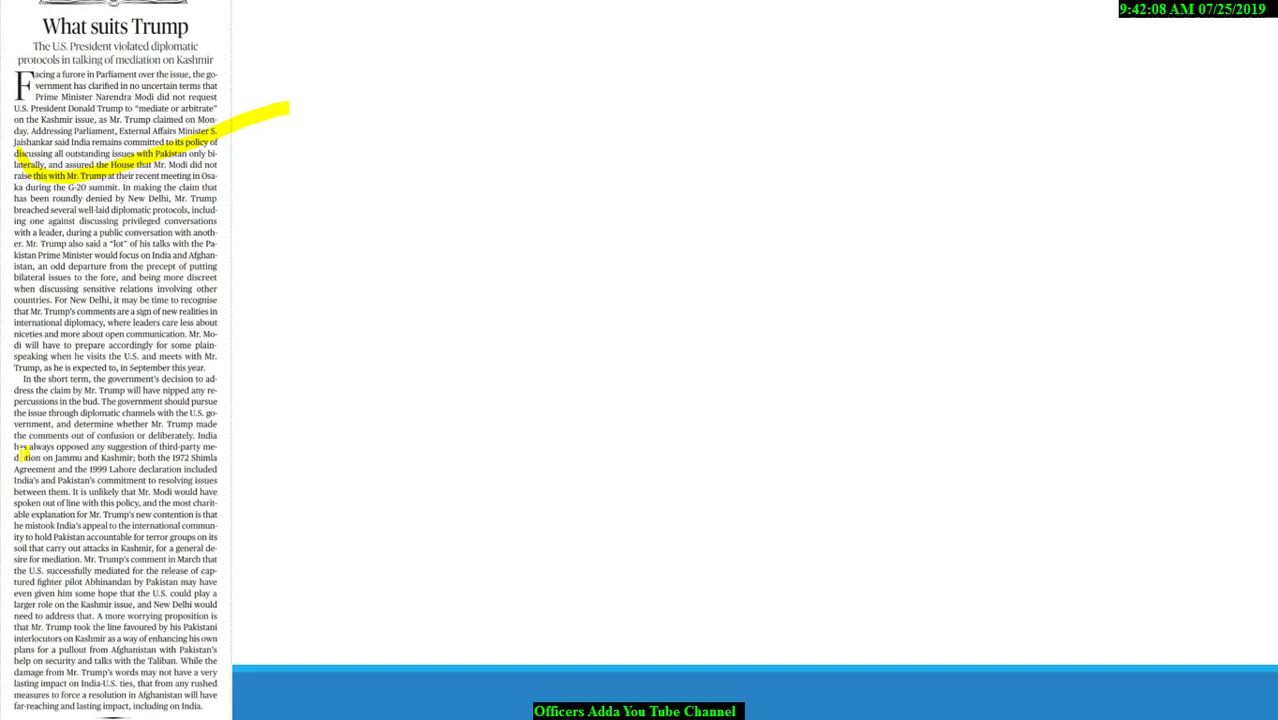 9:42:08 AM 07/25/2019
What suits Trump
The U.S. President violated diplomatic
protocols in talking of mediation on Kashmir
Facing a furore in Parliament over the issue, the go-
vernment has clarified in no uncertain terms that
Prime Minister Narendra Modi did not request
U.S. President Donald Trump to “mediate or arbitrate”
on the Kashmir issue, as Mr. Trump claimed on Mon-
day. Addressing Parliament, External Affairs Minister S.
Jaishankar said India remains committed to its policy of
discussing all outstanding issues with Pakistan only bi-
laterally, and assured the House that Mr. Modi did not
raise this with Mr. Trump at their recent meeting in Osa-
ka during the G-20 summit. In making the claim that
has been roundly denied by New Delhi, Mr. Trump
breached several well-laid diplomatic protocols, includ-
ing one against discussing privileged conversations
with a leader, during a public conversation with anoth-
er. Mr. Trump also said a “lot” of his talks with the Pa-
kistan Prime Minister would focus on India and Afghan-
istan, an odd departure from the precept of putting
bilateral issues to the fore, and being more discreet
when discussing sensitive relations involving other
countries. For New Delhi, it may be time to recognise
that Mr. Trump’s comments are a sign of new realities in
international diplomacy, where leaders care less about
niceties and more about open communication. Mr. Mo-
di will have to prepare accordingly for some plain-
speaking when he visits the U.S. and meets with Mr.
Trump, as he is expected to, in September this year.
In the short term, the government’s decision to ad-
dress the claim by Mr. Trump will have nipped any re-
percussions in the bud. The government should pursue
the issue through diplomatic channels with the U.S. go-
vernment, and determine whether Mr. Trump made
the comments out of confusion or deliberately. India
has always opposed any suggestion of third-party me-
diation on Jammu and Kashmir; both the 1972 Shimla
Agreement and the 1999 Lahore declaration included
India’s and Pakistan’s commitment to resolving issues
between them. It is unlikely that Mr. Modi would have
spoken out of line with this policy, and the most charit-
able explanation for Mr. Trump’s new contention is that
he mistook India’s appeal to the international commun-
ity to hold Pakistan accountable for terror groups on its
soil that carry out attacks in Kashmir, for a general de-
sire for mediation. Mr. Trump’s comment in March that
the U.S. successfully mediated for the release of cap-
tured fighter pilot Abhinandan by Pakistan may have
even given him some hope that the U.S. could play a
larger role on the Kashmir issue, and New Delhi would
need to address that. A more worrying proposition is
that Mr. Trump took the line favoured by his Pakistani
interlocutors on Kashmir as a way of enhancing his own
plans for a pullout from Afghanistan with Pakistan’s
help on security and talks with the Taliban. While the
damage from Mr. Trump’s words may not have a very
lasting impact on India-U.S. ties, that from any rushed
measures to force a resolution in Afghanistan will have
far-reaching and lasting impact, including on India.
Officers Adda You Tube Channel